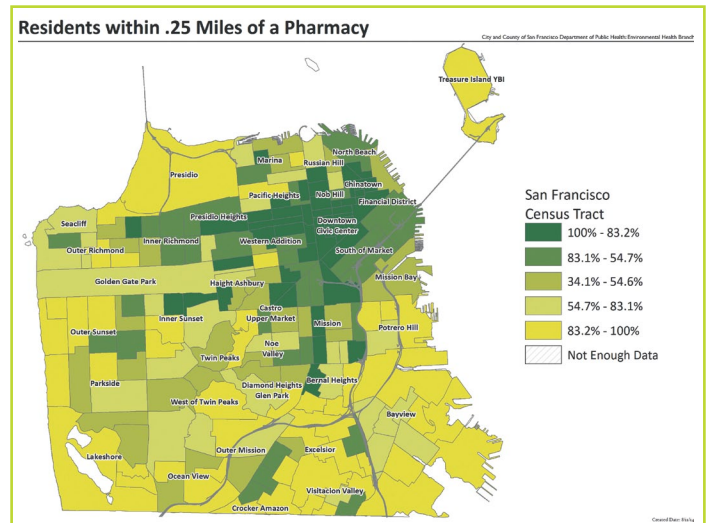 Residents within .25 Miles of a Pharmacy
City and County of San Francisco Department of Public Health Environmental Health Branch
Treasure Island YBI
North Beach
Marina
Russian Hill
Presidio
Chinatown
Pacific Heights
Nob Hill
Financial District
Presidio Heights
Seacliff
Downtown
Civic Center
Inner Richmond
Western Addition
Outer Richmond
South of Market
Golden Gate Park
Haight Ashbury
Mission Bay
Castro
Upper Market
Inner Sunset
Mission
Outer Sunset
Potrero Hill
Noe
Valley
Twin Peaks
Parkside
Diamond Heights
Bernal Heights
Glen Park
West of Twin Peaks
Bayview
Outer Mission
Excelsior
Lakeshore
Ocean View
Visitacion Valley
Crocker Amazon
San Francisco
Census Tract
100% - 83.2%
83.1% - 54.7%
34.1% - 54.6%
54.7% - 83.1%
83.2% - 100%
Not Enough Data